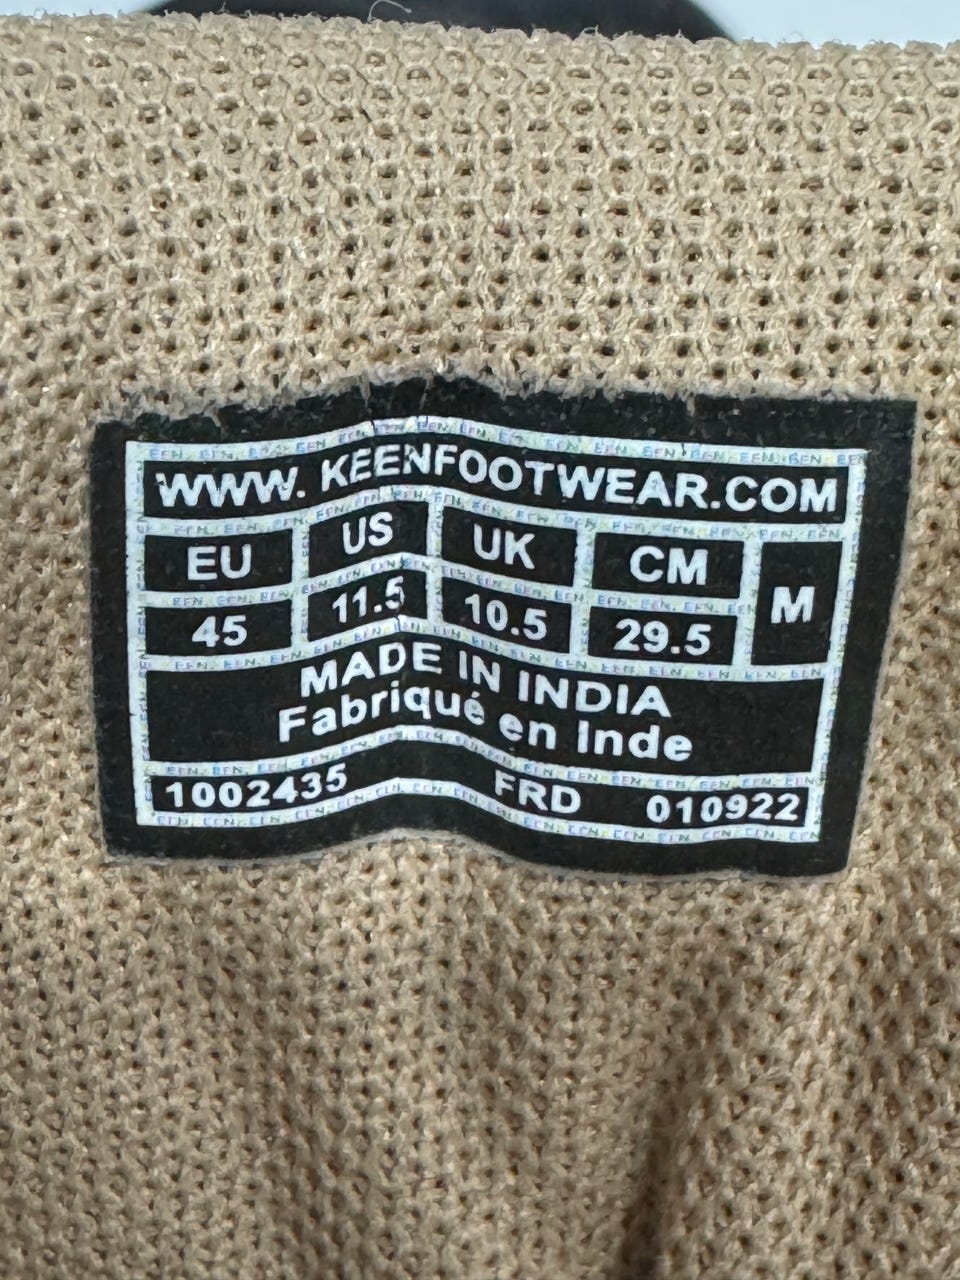 WWW. KEENFOOTWEAR.COM
EU US UK CM M
45 11.5 10.5 29.5
MADE IN INDIA
Fabriqué en Inde
1002435 FRD 010922